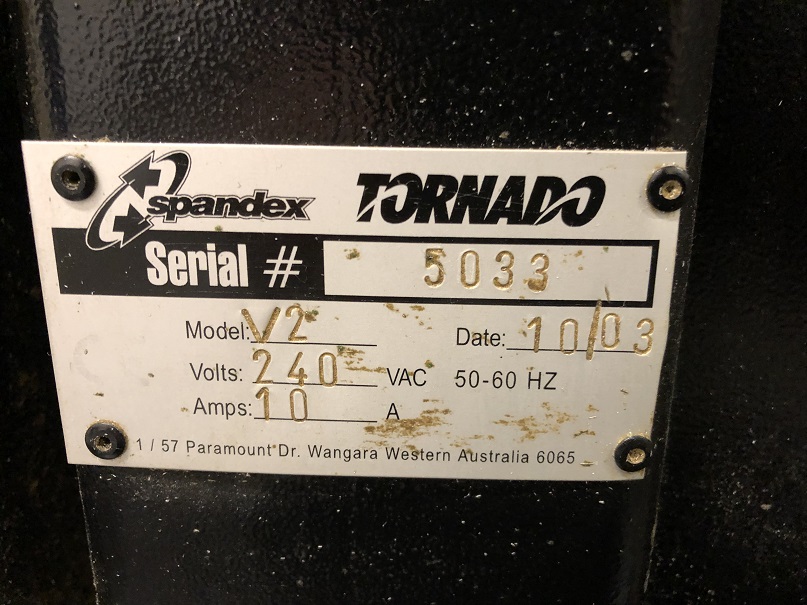 spandex TORNADO
Serial # 5033
Model: V2 Date: 10/03
Volts: 240 VAC 50-60 HZ
Amps: 10 A
1 / 57 Paramount Dr. Wangara Western Australia 6065